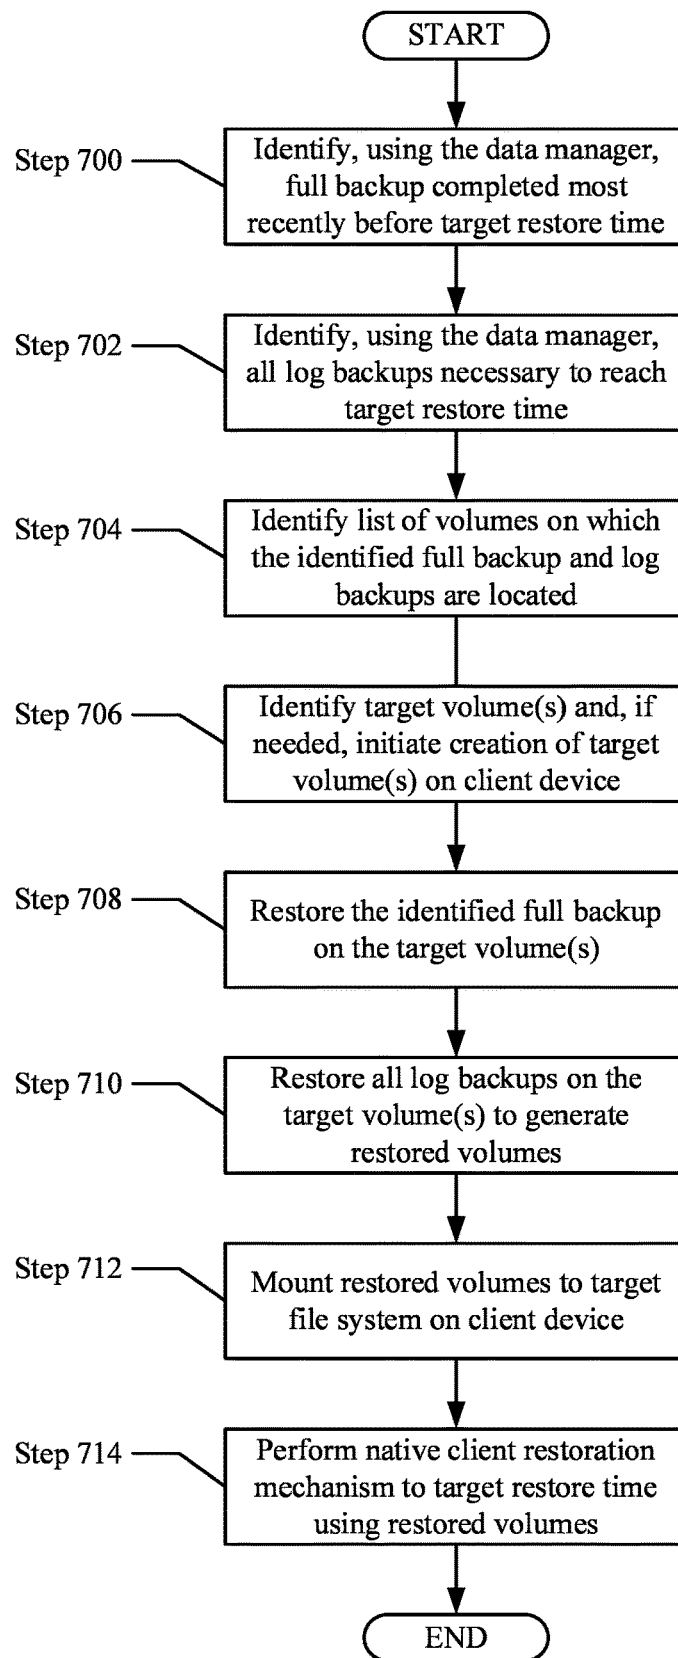 START
Step 700
Identify, using the data manager,
full backup completed most
recently before target restore time
Step 702
Identify, using the data manager,
all log backups necessary to reach
target restore time
Step 704
Identify list of volumes on which
the identified full backup and log
backups are located
Step 706
Identify target volume(s) and, if
needed, initiate creation of target
volume(s) on client device
Step 708
Restore the identified full backup
on the target volume(s)
Step 710
Restore all log backups on the
target volume(s) to generate
restored volumes
Step 712
Mount restored volumes to target
file system on client device
Step 714
Perform native client restoration
mechanism to target restore time
using restored volumes
END